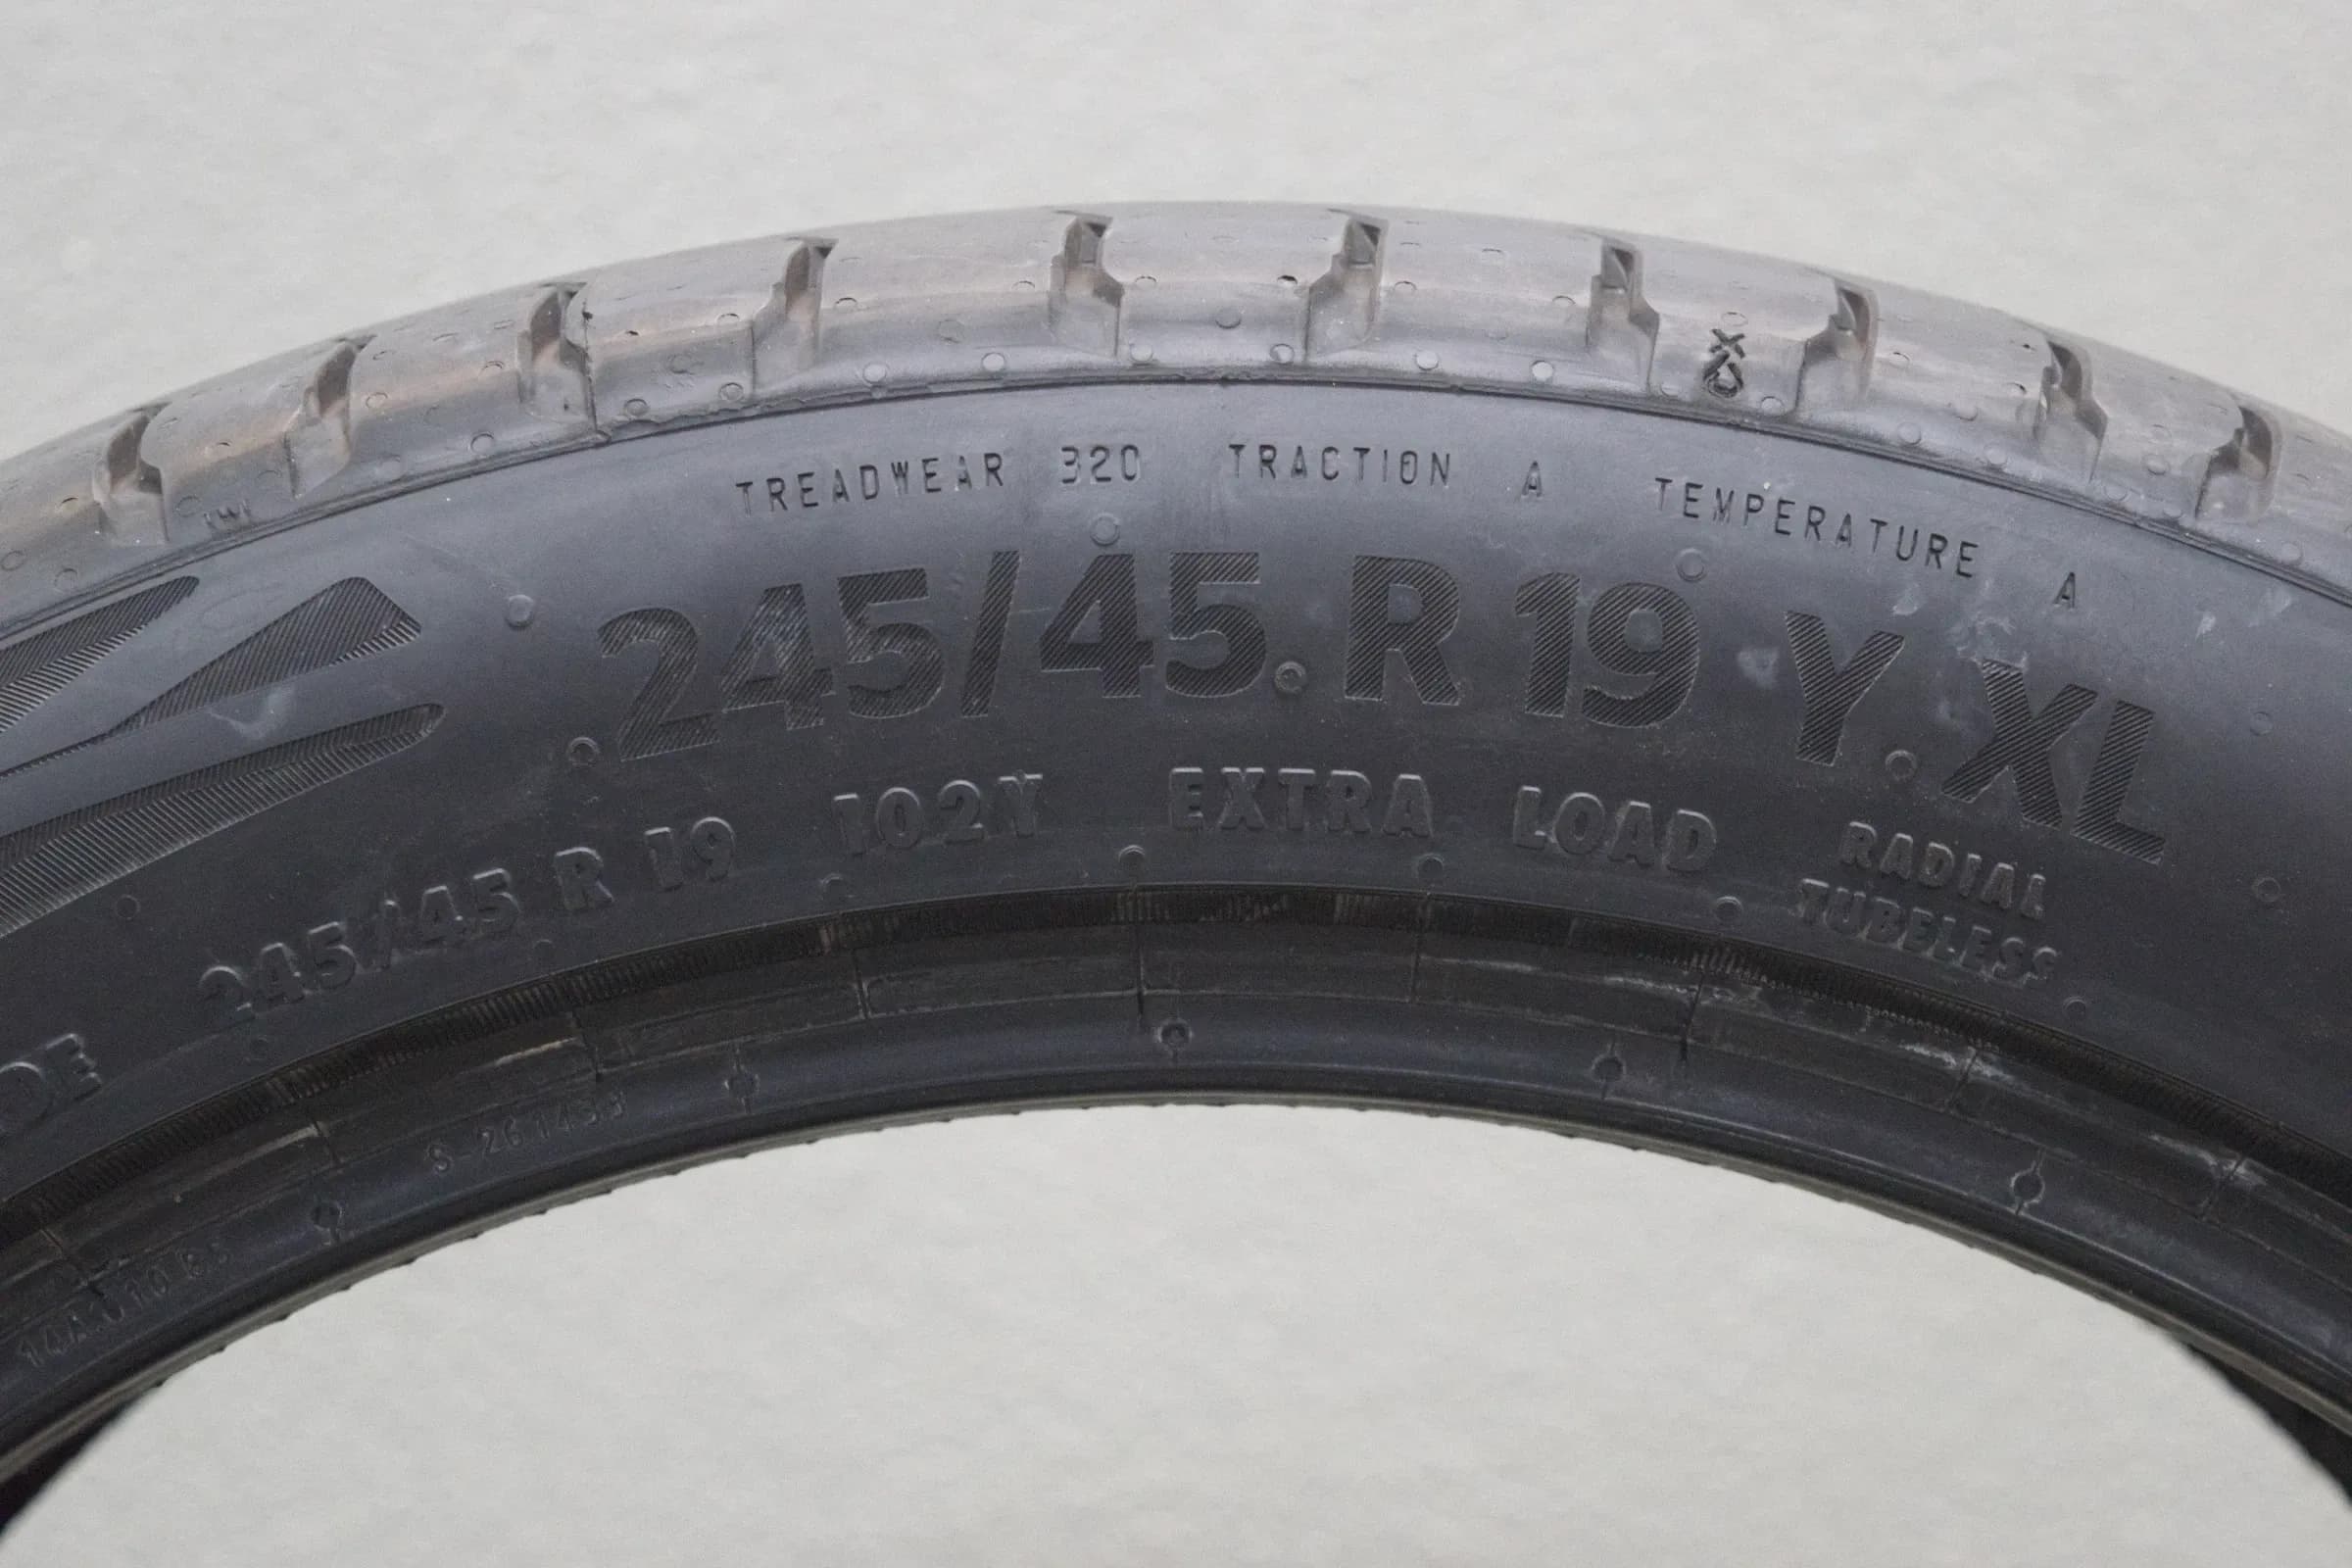 TREADWEAR 320 TRACTION A TEMPERATURE A
245/45 R 19 Y XL
245/45 R 19 102Y EXTRA LOAD RADIAL
TUBELESS